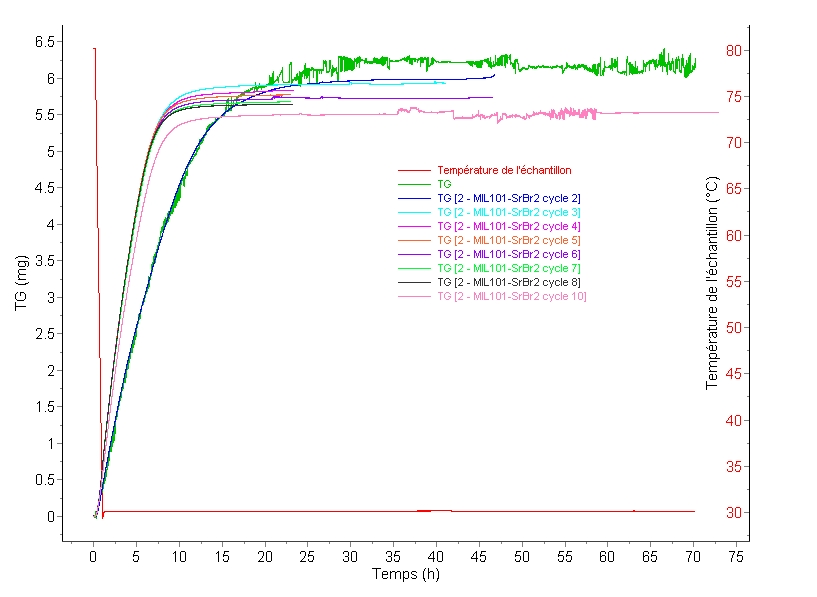 6.5
6
5.5
5
4.5
4
3.5
3
2.5
2
1.5
1
0.5
0
TG (mg)
80
75
70
65
60
55
50
45
40
35
30
Température de l'échantillon (°C)
Température de l'échantillon
TG
TG [2 - MIL101-SrBr2 cycle 2]
TG [2 - MIL101-SrBr2 cycle 3]
TG [2 - MIL101-SrBr2 cycle 4]
TG [2 - MIL101-SrBr2 cycle 5]
TG [2 - MIL101-SrBr2 cycle 6]
TG [2 - MIL101-SrBr2 cycle 7]
TG [2 - MIL101-SrBr2 cycle 8]
TG [2 - MIL101-SrBr2 cycle 10]
0 5 10 15 20 25 30 35 40 45 50 55 60 65 70 75
Temps (h)